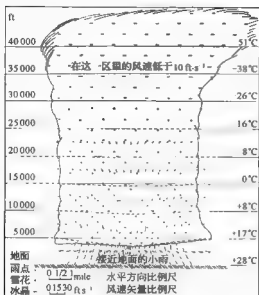 ft
40000 51℃
在这一区里的风速低于10ft·s⁻¹
35000 -38℃
30000 26℃
25000 16℃
20000 8℃
15000 0℃
10000 +8℃
5000 +17℃
接近地面的小雨
地面 +28℃
雨点·
雪花·
冰晶-
0 1/2 1 mile 水平方向比例尺
0 15 30 ft s⁻¹ 风速矢量比例尺